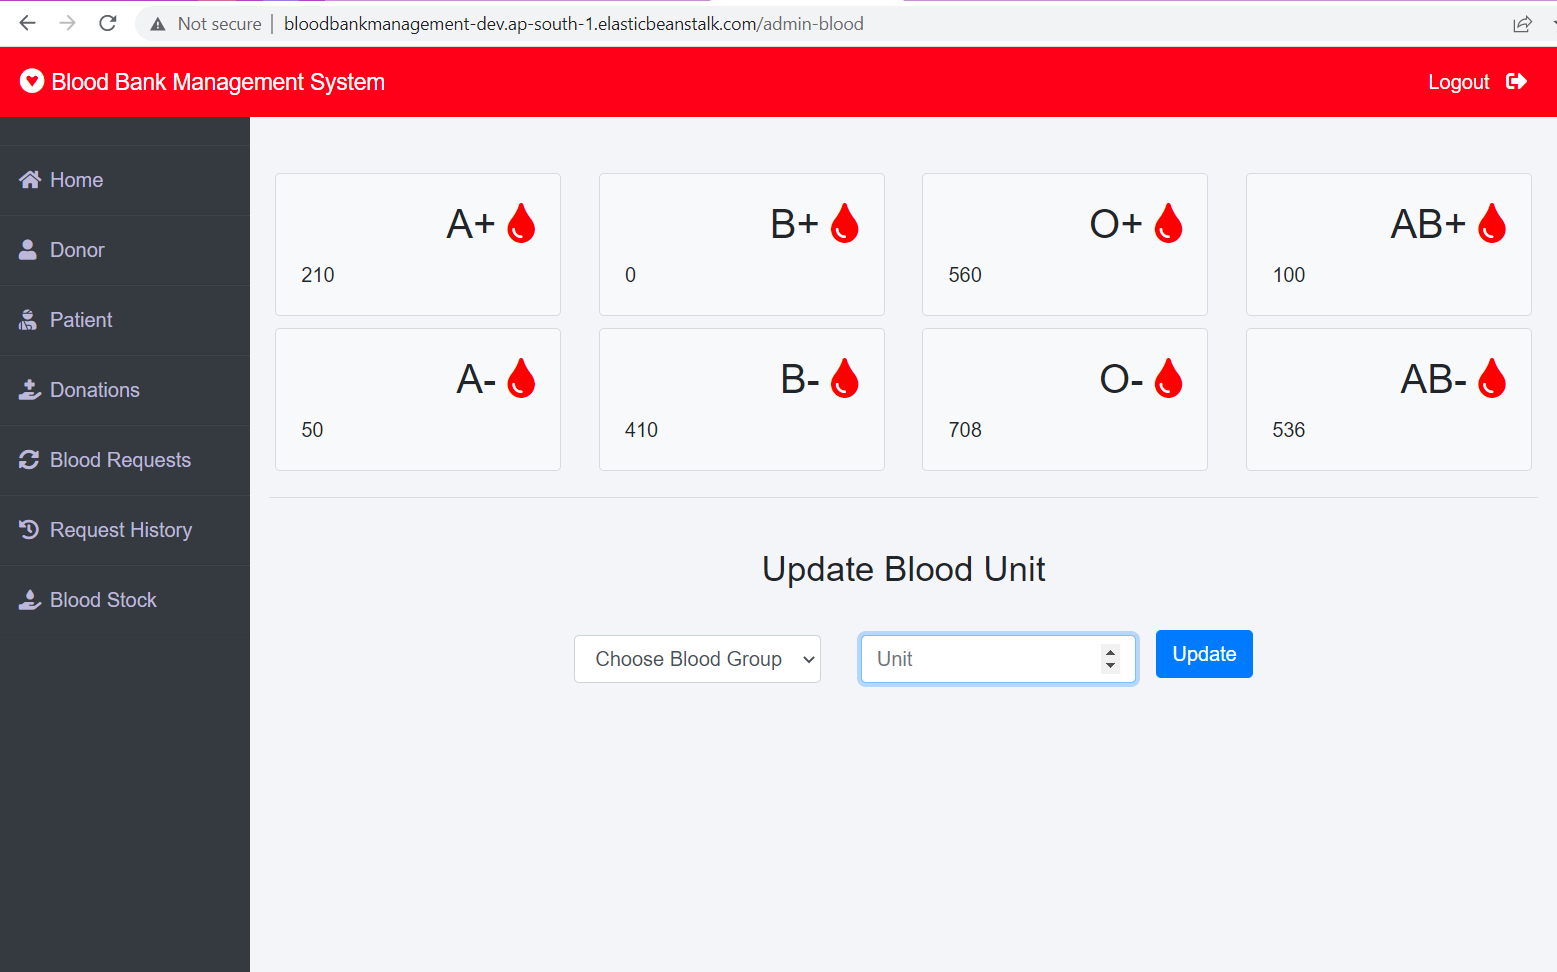 Not secure | bloodbankmanagement-dev.ap-south-1.elasticbeanstalk.com/admin-blood
Blood Bank Management System
Logout
Home
Donor
Patient
Donations
Blood Requests
Request History
Blood Stock
A+
210
B+
0
O+
560
AB+
100
A-
50
B-
410
O-
708
AB-
536
Update Blood Unit
Choose Blood Group
Unit
Update